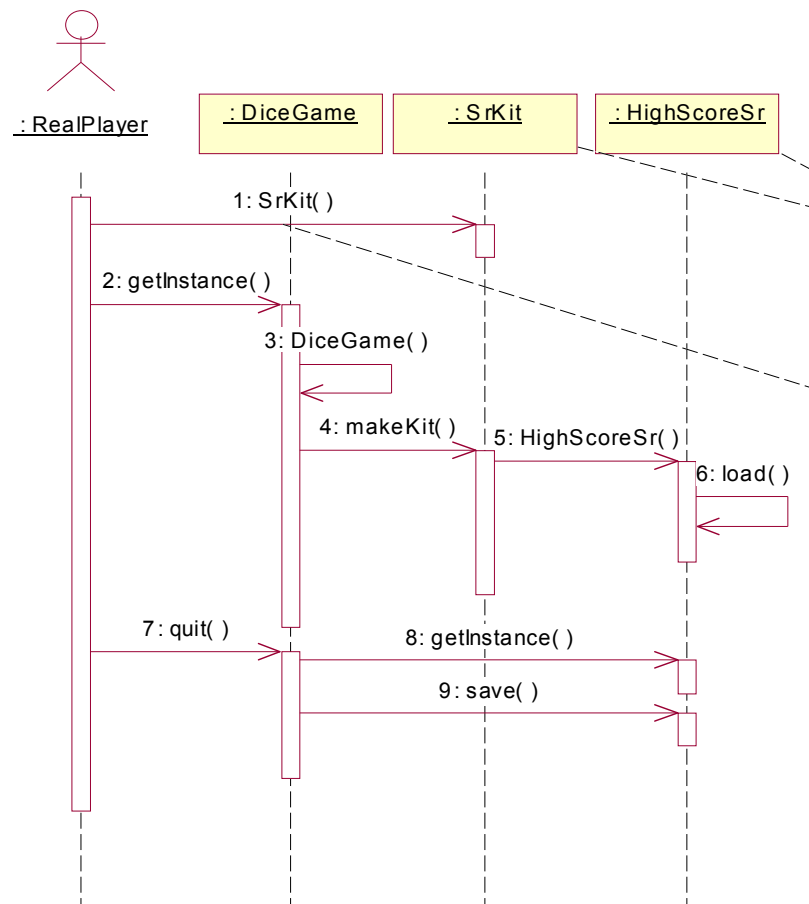 : RealPlayer
: DiceGame
: SrKit
: HighScoreSr
1: SrKit( )
2: getInstance( )
3: DiceGame( )
4: makeKit( )
5: HighScoreSr( )
6: load( )
7: quit( )
8: getInstance( )
9: save( )